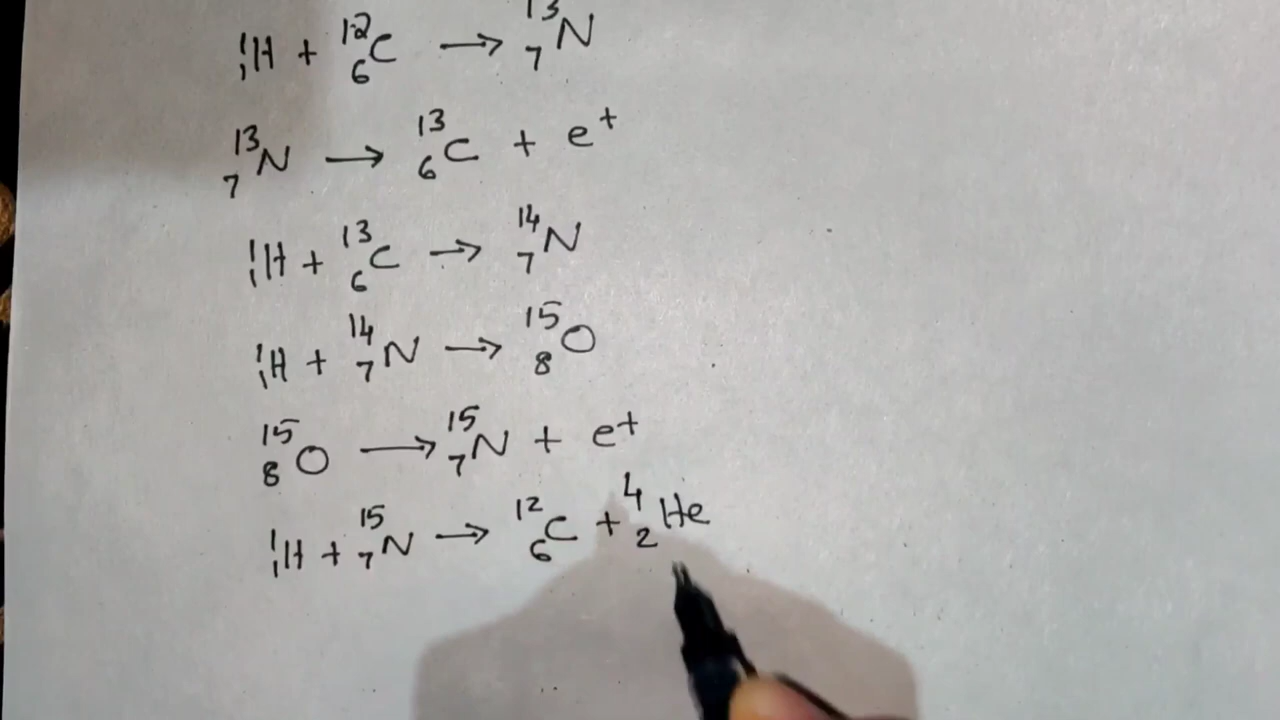 ¹₁H + ¹²₆C → ¹³₇N
¹³₇N → ¹³₆C + e⁺
¹₁H + ¹³₆C → ¹⁴₇N
¹₁H + ¹⁴₇N → ¹⁵₈O
¹⁵₈O → ¹⁵₇N + e⁺
¹₁H + ¹⁵₇N → ¹²₆C + ⁴₂He